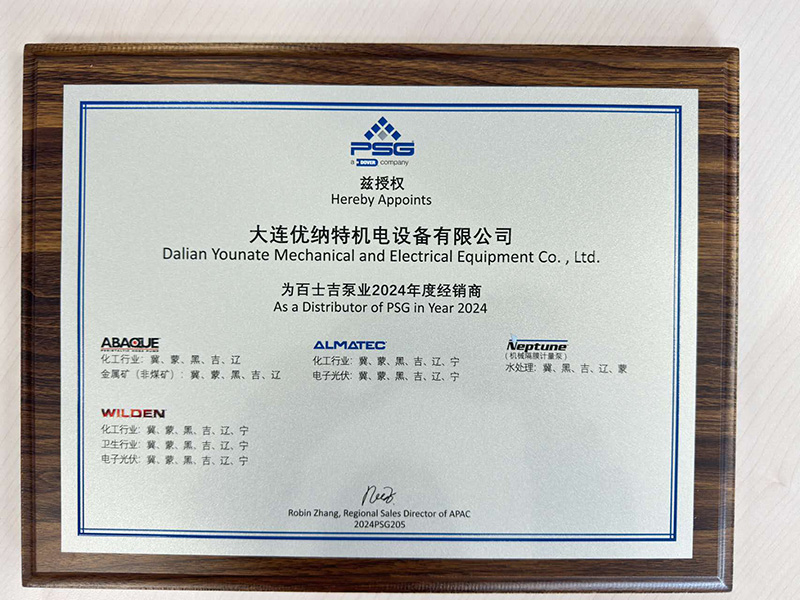 PSG
a DOVER company
兹授权
Hereby Appoints
大连优纳特机电设备有限公司
Dalian Younate Mechanical and Electrical Equipment Co. , Ltd.
为百士吉泵业2024年度经销商
As a Distributor of PSG in Year 2024
ABAQUE
PERISTALTIC HOSE PUMP
化工行业：冀、蒙、黑、吉、辽
金属矿（非煤矿）：冀、蒙、黑、吉、辽
ALMATEC
化工行业：冀、蒙、黑、吉、辽、宁
电子光伏：冀、蒙、黑、吉、辽、宁
Neptune
（机械隔膜计量泵）
水处理：冀、黑、吉、辽、蒙
WILDEN
化工行业：冀、蒙、黑、吉、辽、宁
卫生行业：冀、蒙、黑、吉、辽、宁
电子光伏：冀、蒙、黑、吉、辽、宁
Robin Zhang, Regional Sales Director of APAC
2024PSG205